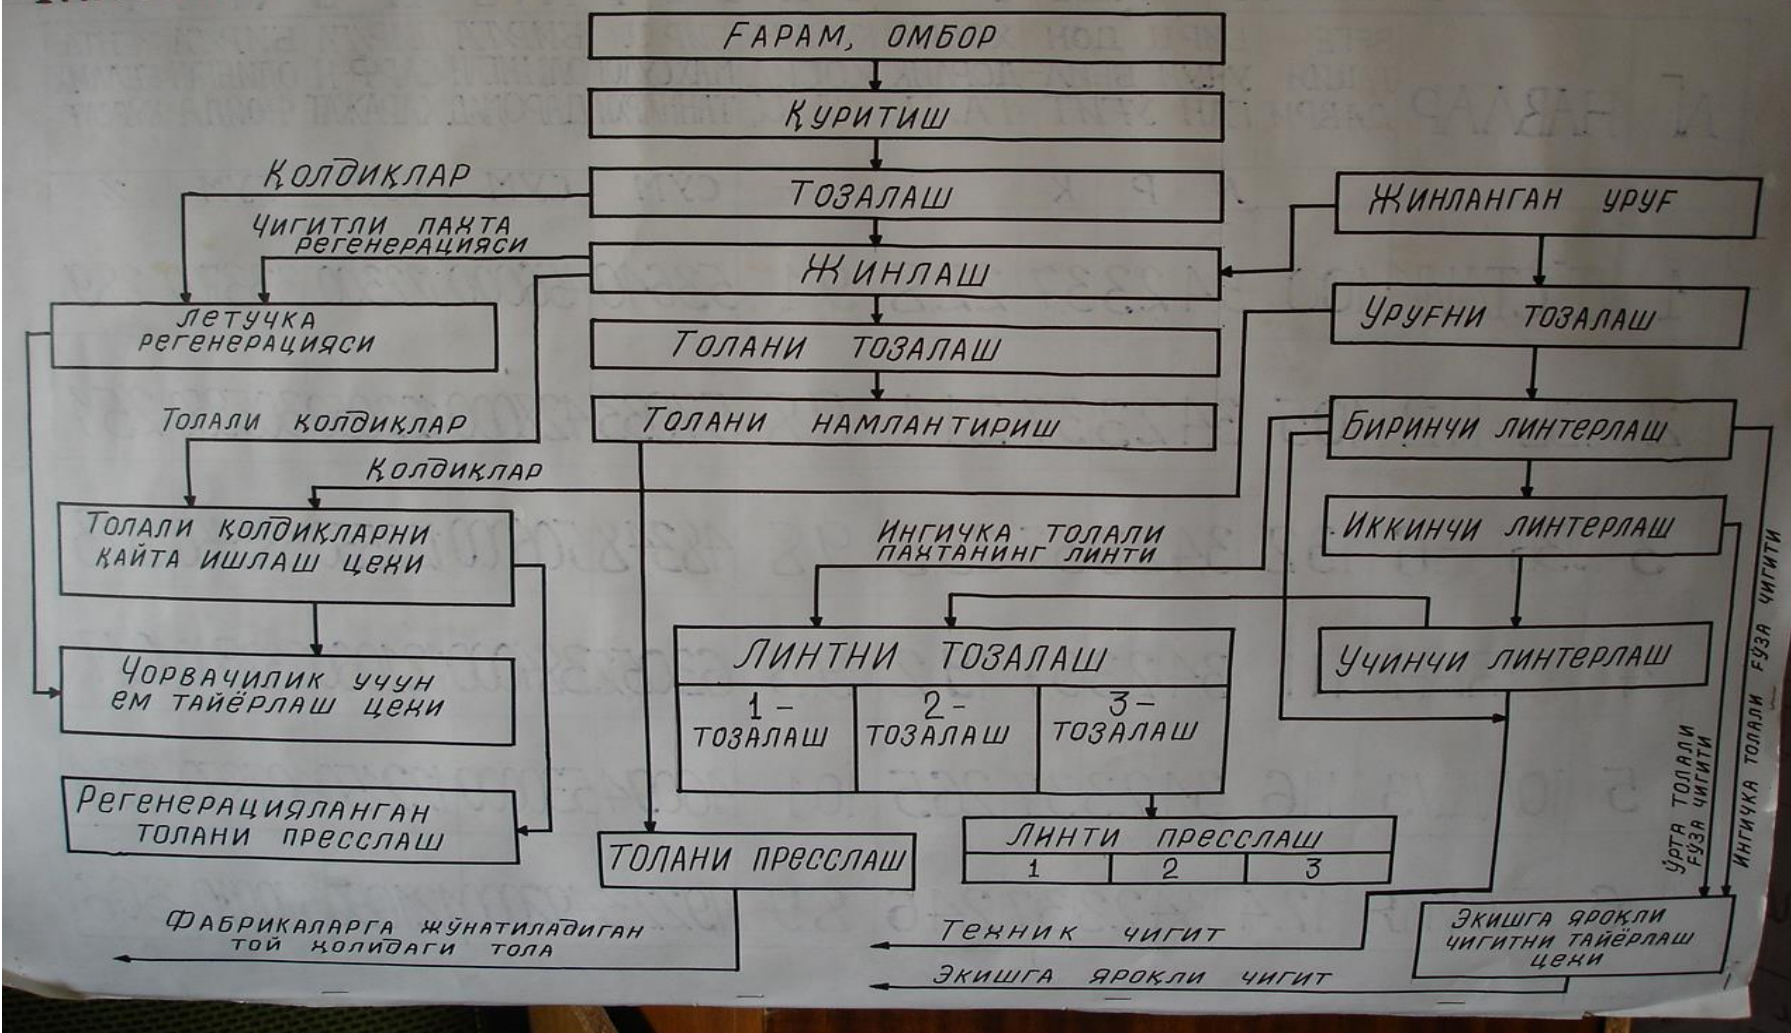 ҒАРАМ, ОМБОР
ҚУРИТИШ
ҚОЛДИҚЛАР
ТОЗАЛАШ
ЖИНЛАНГАН УРУҒ
ЧИГИТЛИ ПАХТА
РЕГЕНЕРАЦИЯСИ
ЖИНЛАШ
ЛЕТУЧКА
РЕГЕНЕРАЦИЯСИ
ТОЛАНИ ТОЗАЛАШ
УРУҒНИ ТОЗАЛАШ
ТОЛАЛИ ҚОЛДИҚЛАР
ТОЛАНИ НАМЛАНТИРИШ
БИРИНЧИ ЛИНТЕРЛАШ
ҚОЛДИҚЛАР
ТОЛАЛИ ҚОЛДИҚЛАРНИ
ҚАЙТА ИШЛАШ ЦЕХИ
ИНГИЧКА ТОЛАЛИ
ПАХТАНИНГ ЛИНТИ
ИККИНЧИ ЛИНТЕРЛАШ
ЧОРВАЧИЛИК УЧУН
ЕМ ТАЙЁРЛАШ ЦЕХИ
ЛИНТНИ ТОЗАЛАШ
1-
ТОЗАЛАШ
2-
ТОЗАЛАШ
3-
ТОЗАЛАШ
УЧИНЧИ ЛИНТЕРЛАШ
ЎРТА ТОЛАЛИ
ҒЎЗА ЧИГИТИ
ИНГИЧКА ТОЛАЛИ ҒЎЗА ЧИГИТИ
РЕГЕНЕРАЦИЯЛАНГАН
ТОЛАНИ ПРЕССЛАШ
ТОЛАНИ ПРЕССЛАШ
ЛИНТИ ПРЕССЛАШ
1 2 3
ФАБРИКАЛАРГА ЖЎНАТИЛАДИГАН
ТОЙ ҲОЛИДАГИ ТОЛА
ТЕХНИК ЧИГИТ
ЭКИШГА ЯРОҚЛИ
ЧИГИТНИ ТАЙЁРЛАШ
ЦЕХИ
ЭКИШГА ЯРОҚЛИ ЧИГИТ